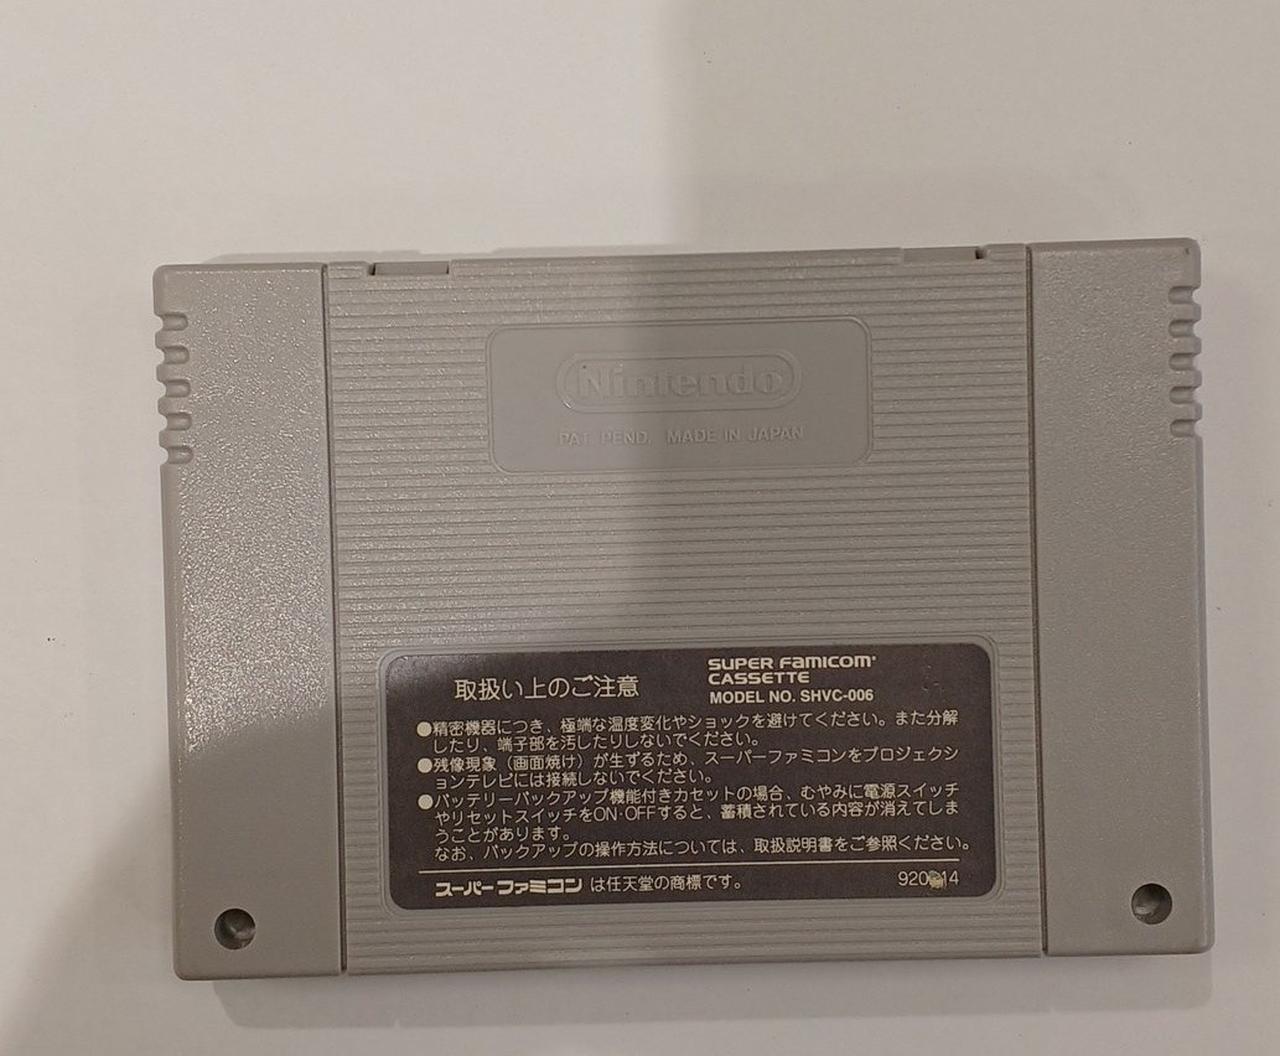 Nintendo
PAT. PEND. MADE IN JAPAN
取扱い上のご注意
SUPER FAMICOM
CASSETTE
MODEL NO. SHVC-006
●精密機器につき、極端な温度変化やショックを避けてください。また分解
したり、端子部を汚したりしないでください。
●残像現象（画面焼け）が生ずるため、スーパーファミコンをプロジェクシ
ョンテレビには接続しないでください。
●バッテリーバックアップ機能付きカセットの場合、むやみに電源スイッチ
やリセットスイッチをON·OFFすると、蓄積されている内容が消えてしま
うことがあります。
なお、バックアップの操作方法については、取扱説明書をご参照ください。
スーパーファミコン は任天堂の商標です。